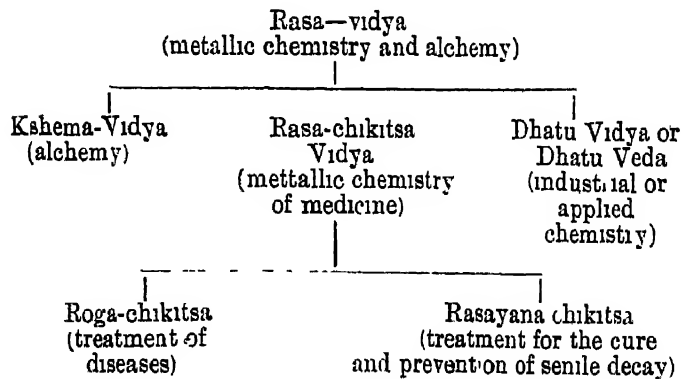 Rasa—vidya
(metallic chemistry and alchemy)
Kshema-Vidya
(alchemy)
Rasa-chikitsa
Vidya
(mettallic chemistry
of medicine)
Dhatu Vidya or
Dhatu Veda
(industrial or
applied
chemistry)
Roga-chikitsa
(treatment of
diseases)
Rasayana chikitsa
(treatment for the cure
and prevention of senile decay)